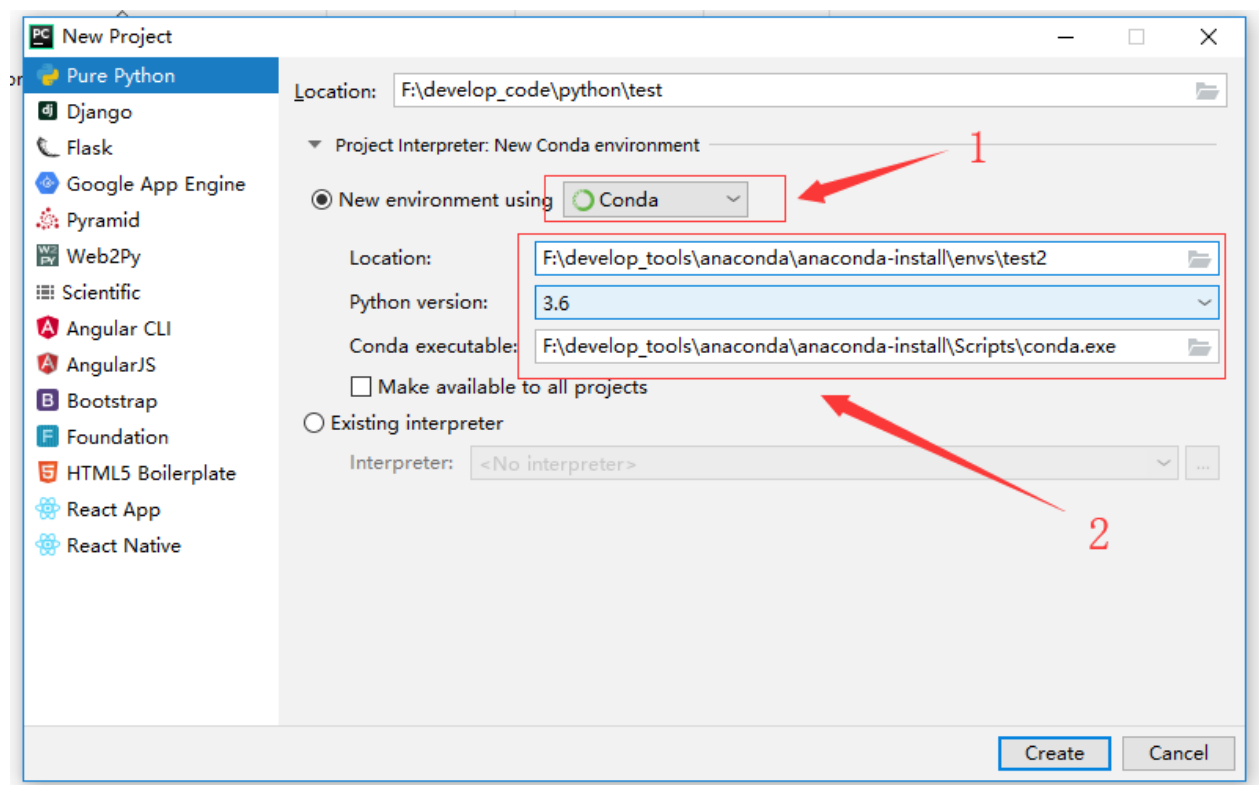 PC New Project
Pure Python
Django
Flask
Google App Engine
Pyramid
Web2Py
Scientific
Angular CLI
AngularJS
Bootstrap
Foundation
HTML5 Boilerplate
React App
React Native
Location: F:\develop_code\python\test
Project Interpreter: New Conda environment
1
New environment using Conda
Location: F:\develop_tools\anaconda\anaconda-install\envs\test2
Python version: 3.6
Conda executable: F:\develop_tools\anaconda\anaconda-install\Scripts\conda.exe
Make available to all projects
Existing interpreter
Interpreter: <No interpreter> ...
2
Create Cancel